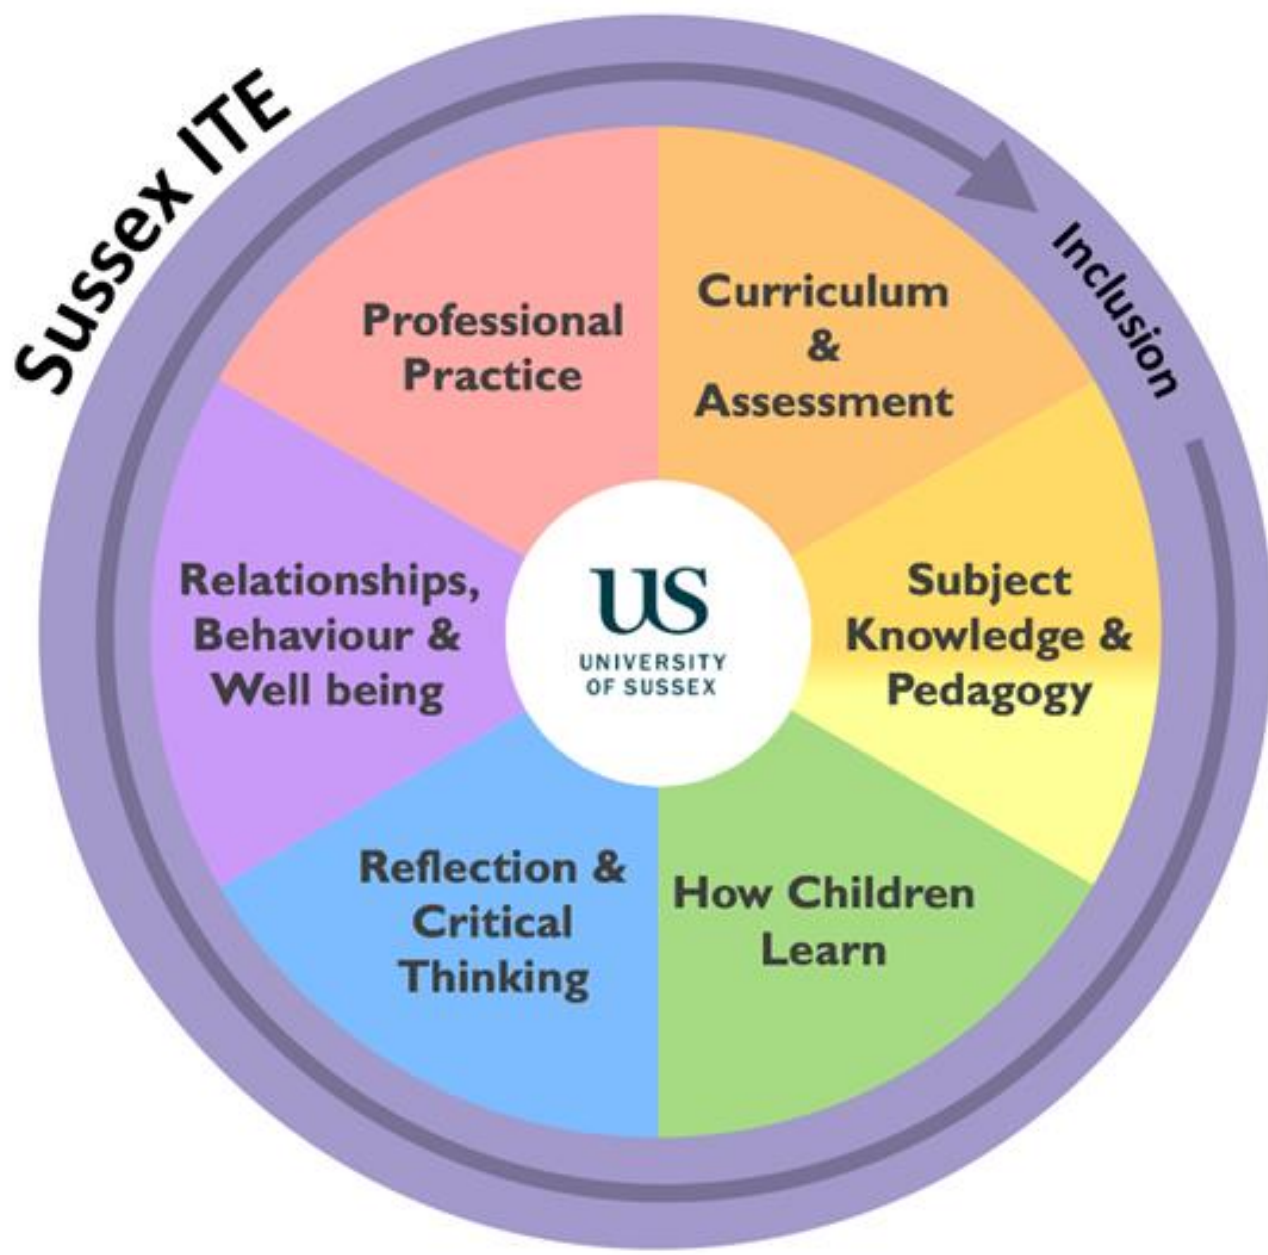 Sussex ITE
Inclusion
Professional
Practice
Curriculum
&
Assessment
Relationships,
Behaviour &
Well being
US
UNIVERSITY
OF SUSSEX
Subject
Knowledge &
Pedagogy
Reflection &
Critical
Thinking
How Children
Learn